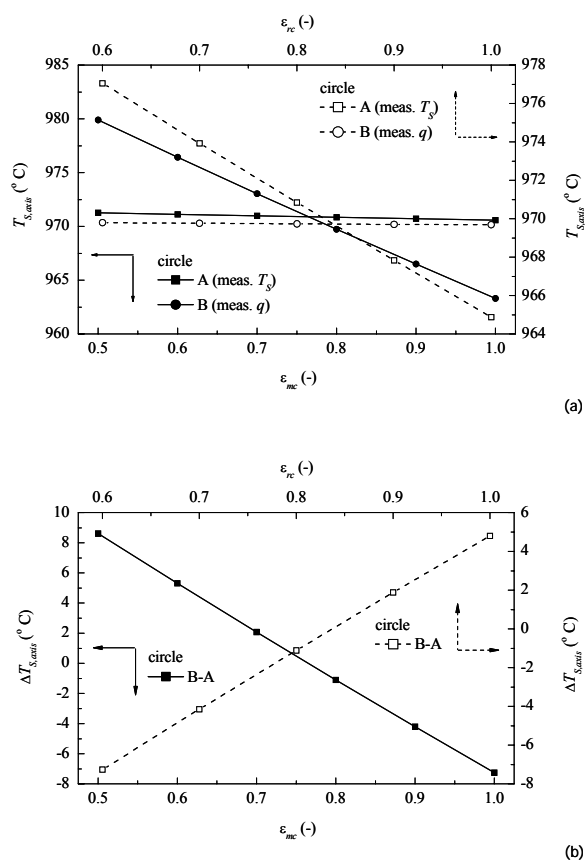 ε_rc (-)
0.6 0.7 0.8 0.9 1.0
985 980 975 970 965 960
T_S,axis (° C)
978 976 974 972 970 968 966 964
T_S,axis (° C)
circle
A (meas. T_S)
B (meas. q)
circle
A (meas. T_S)
B (meas. q)
0.5 0.6 0.7 0.8 0.9 1.0
ε_mc (-)
(a)
ε_rc (-)
0.6 0.7 0.8 0.9 1.0
10 8 6 4 2 0 -2 -4 -6 -8
ΔT_S,axis (° C)
6 4 2 0 -2 -4 -6 -8
ΔT_S,axis (° C)
circle
B-A
circle
B-A
0.5 0.6 0.7 0.8 0.9 1.0
ε_mc (-)
(b)